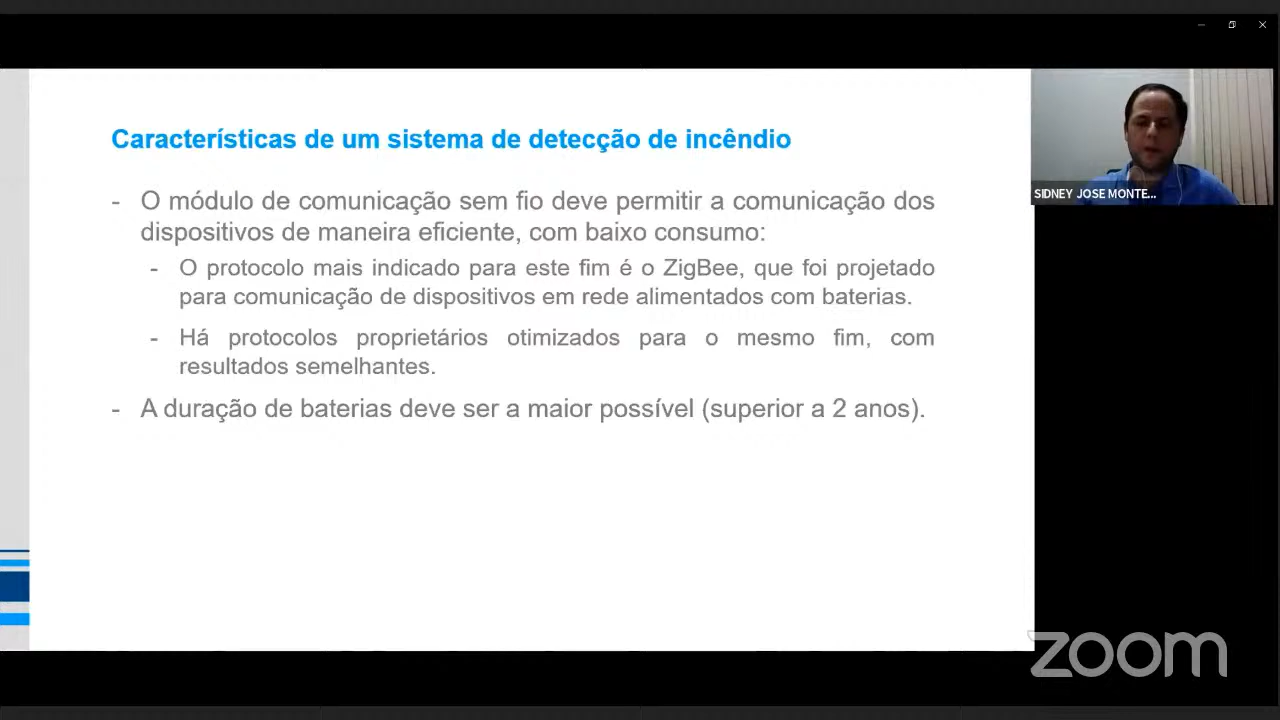 Características de um sistema de detecção de incêndio
- O módulo de comunicação sem fio deve permitir a comunicação dos
dispositivos de maneira eficiente, com baixo consumo:
- O protocolo mais indicado para este fim é o ZigBee, que foi projetado
para comunicação de dispositivos em rede alimentados com baterias.
- Há protocolos proprietários otimizados para o mesmo fim, com
resultados semelhantes.
- A duração de baterias deve ser a maior possível (superior a 2 anos).
SIDNEY JOSE MONTE...
zoom